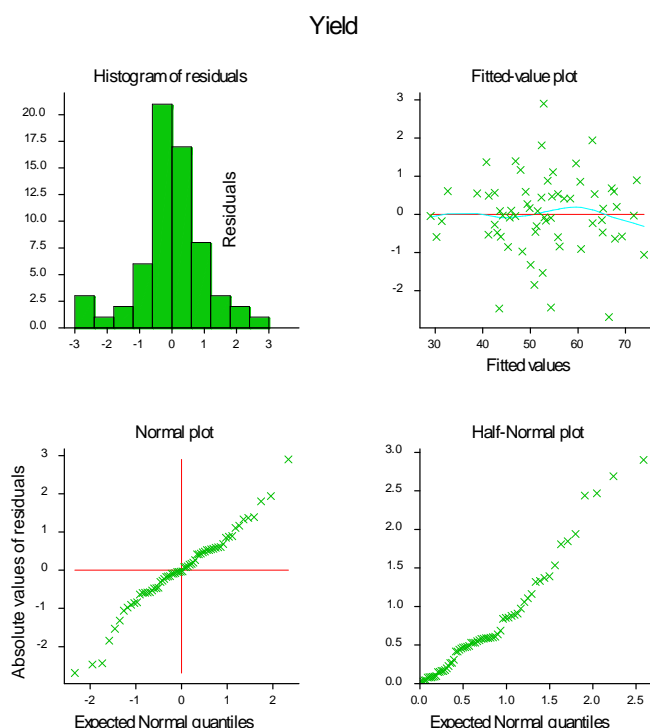 Yield
Histogram of residuals
20.0
17.5
15.0
12.5
10.0
7.5
5.0
2.5
0.0
-3 -2 -1 0 1 2 3
Residuals
Fitted-value plot
3
2
1
0
-1
-2
30 40 50 60 70
Fitted values
Normal plot
Absolute values of residuals
3
2
1
0
-1
-2
-2 -1 0 1 2
Expected Normal quantiles
Half-Normal plot
3.0
2.5
2.0
1.5
1.0
0.5
0.0
0.0 0.5 1.0 1.5 2.0 2.5
Expected Normal quantiles